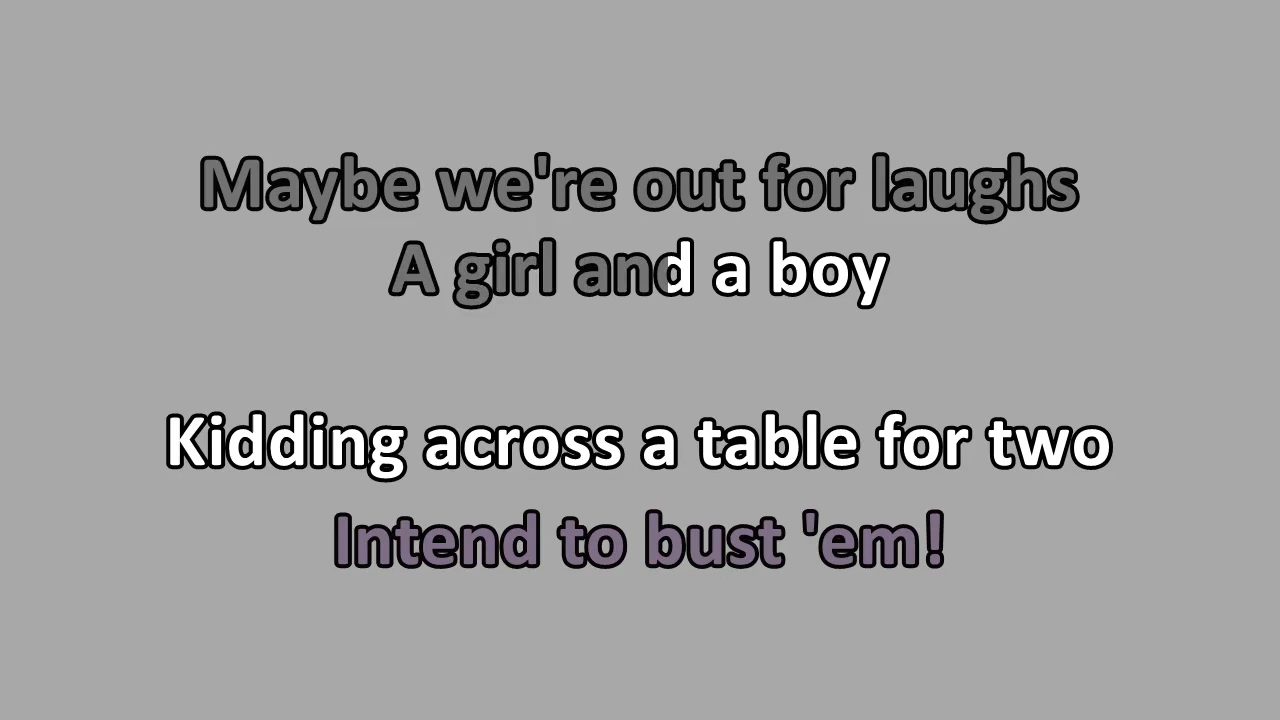 Maybe we're out for laughs
A girl and a boy
Kidding across a table for two
Intend to bust 'em!